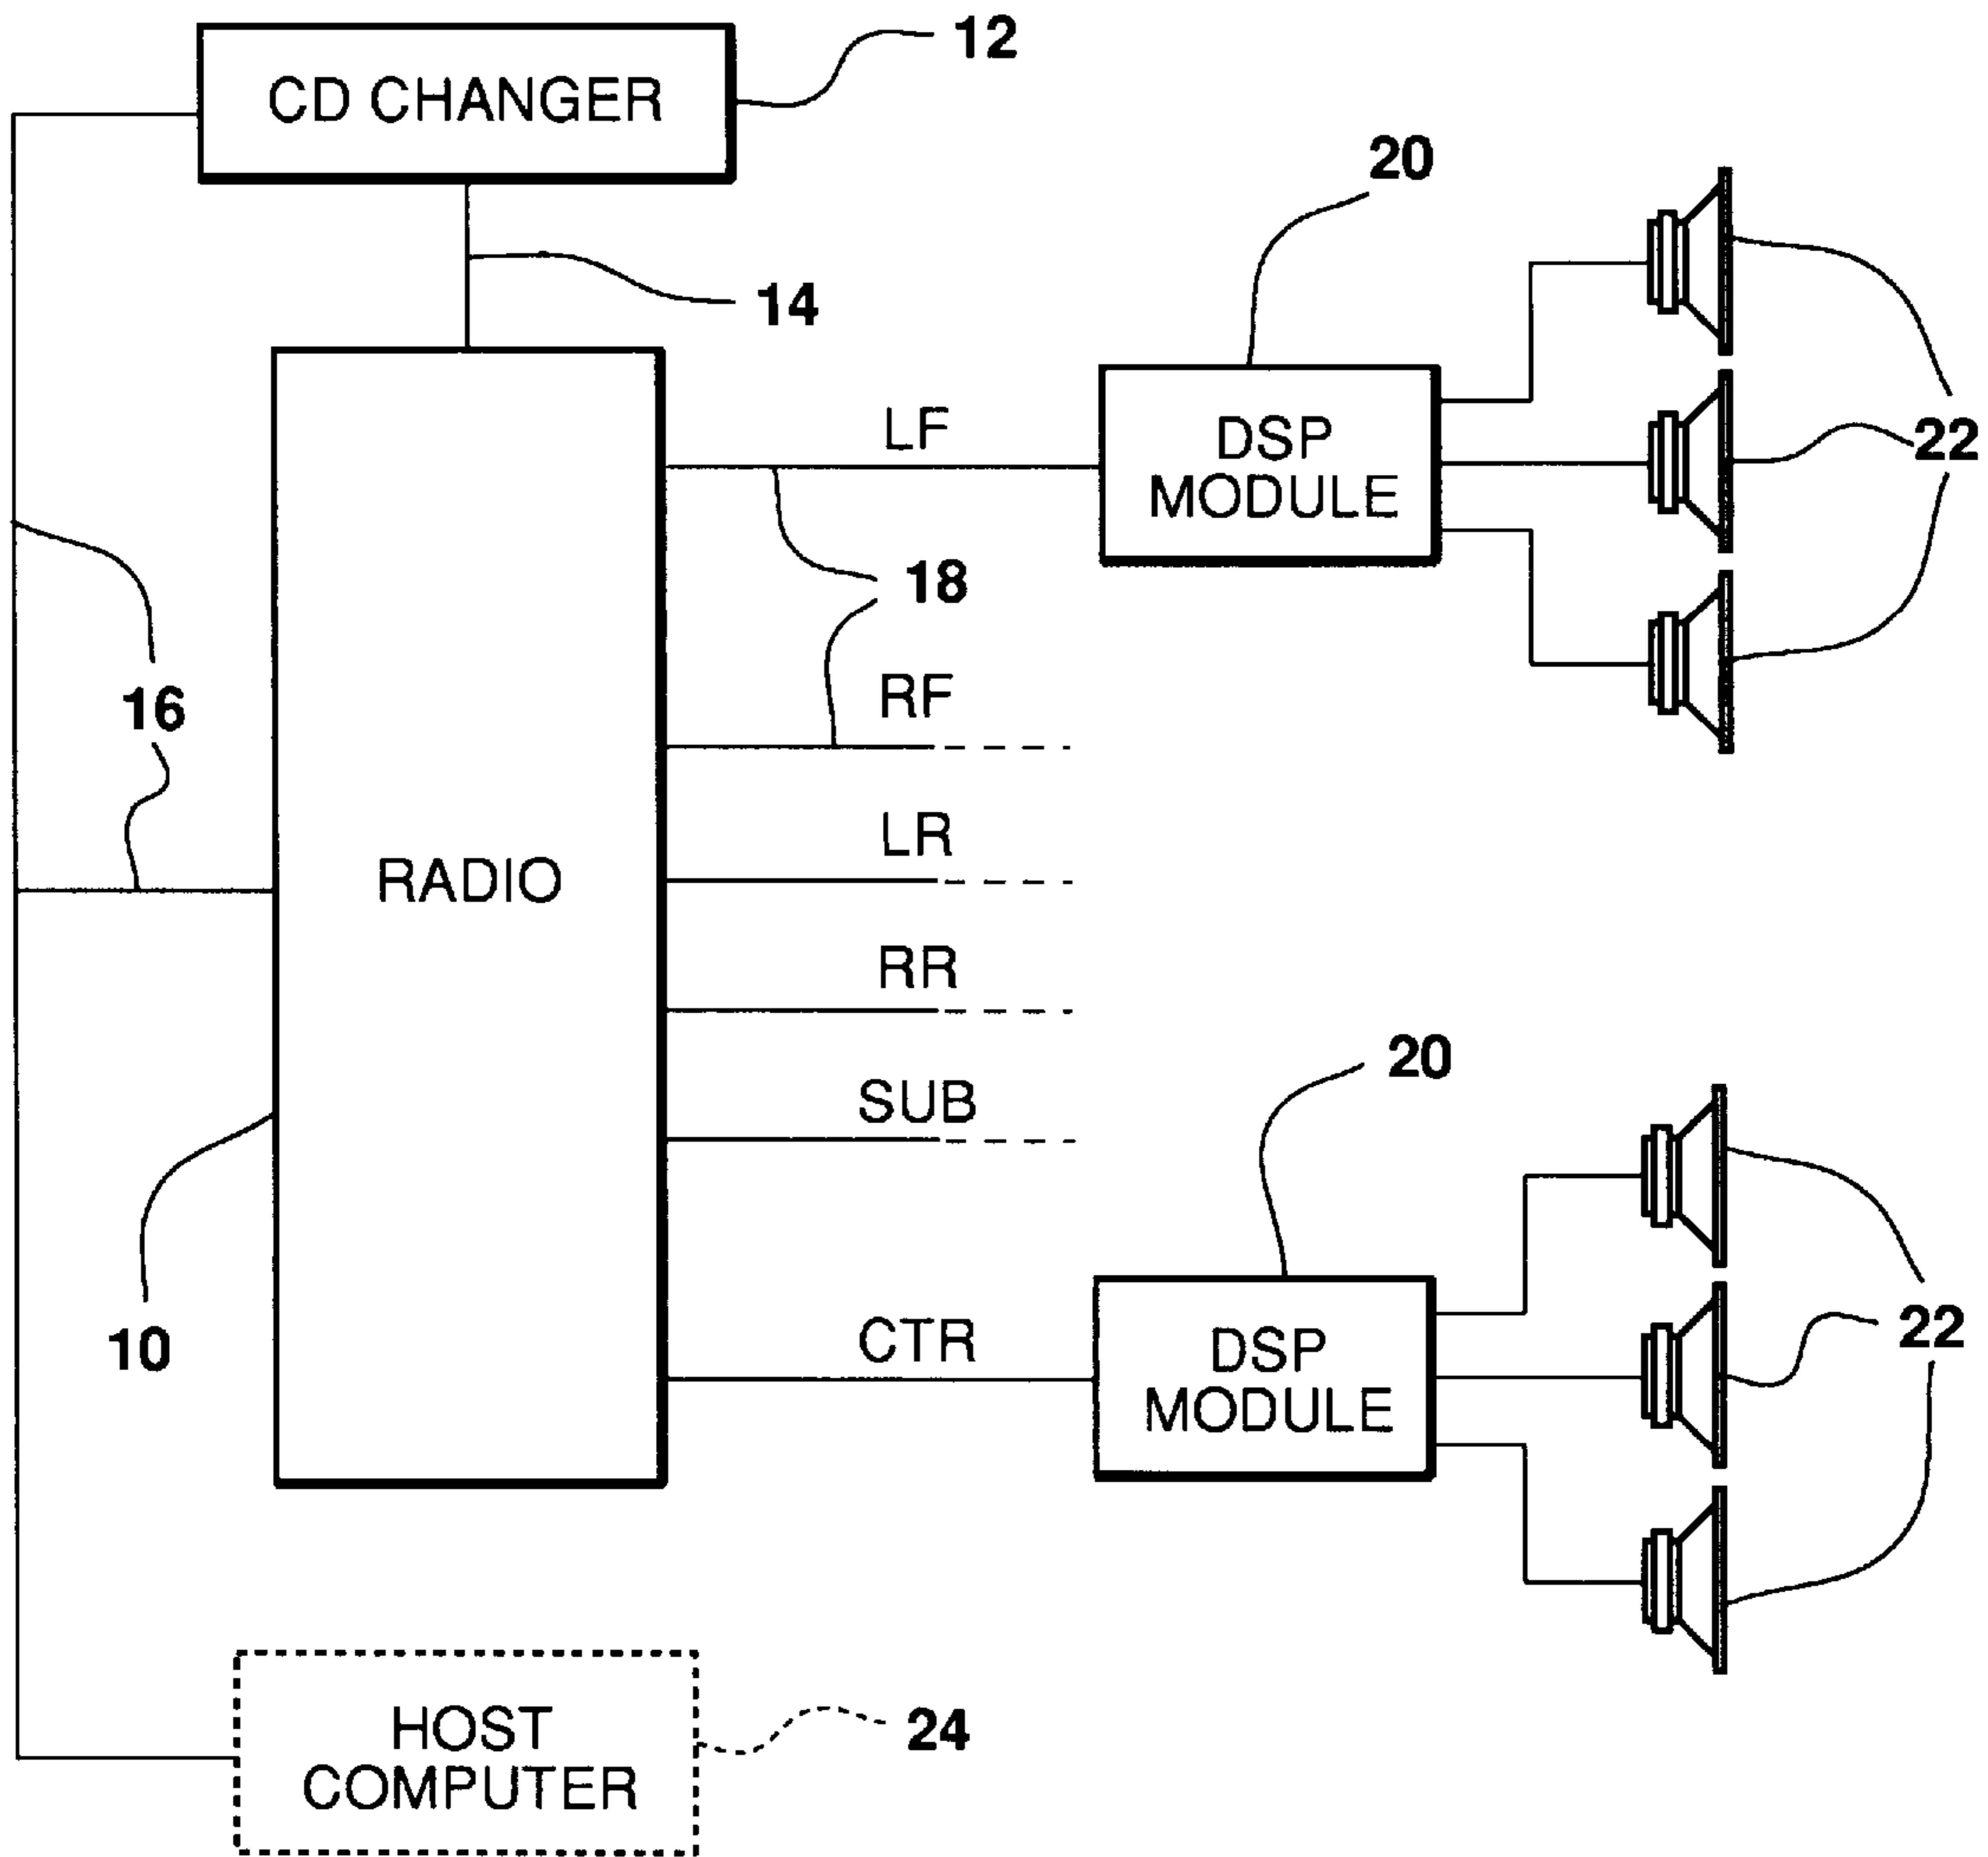 CD CHANGER
12
20
14
LF
DSP
MODULE
22
18
16
RF
LR
RADIO
RR
20
SUB
10
CTR
DSP
MODULE
22
HOST
COMPUTER
24